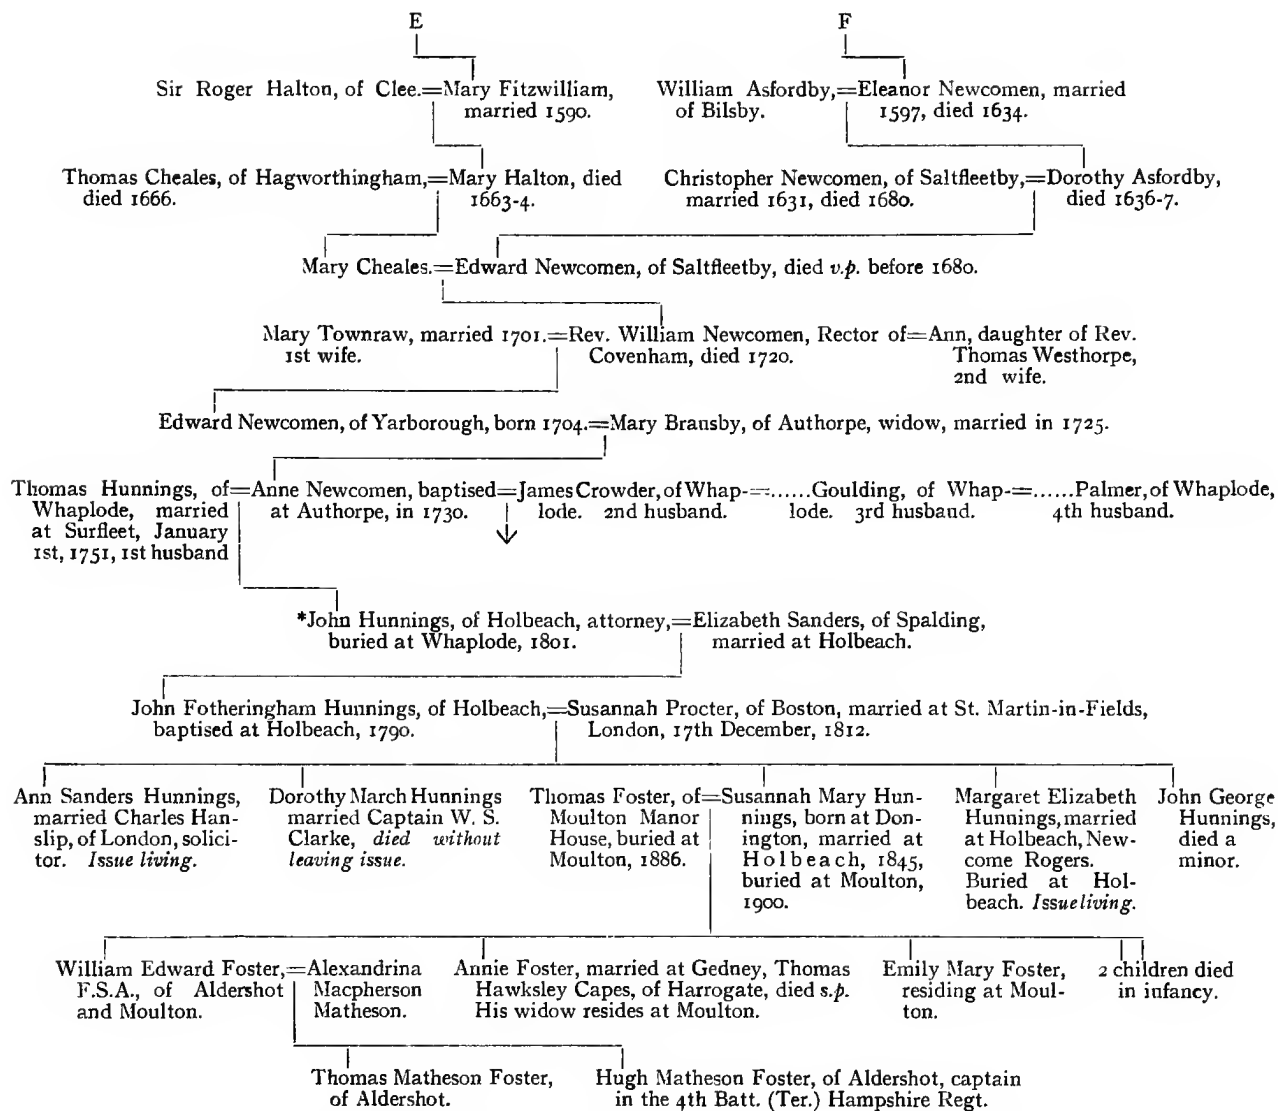 E
F
Sir Roger Halton, of Clee.=Mary Fitzwilliam,
married 1590.
William Asfordby,=Eleanor Newcomen, married
of Bilsby. 1597, died 1634.
Thomas Cheales, of Hagworthingham,=Mary Halton, died
died 1666. 1663-4.
Christopher Newcomen, of Saltfleetby,=Dorothy Asfordby,
married 1631, died 1680. died 1636-7.
Mary Cheales.=Edward Newcomen, of Saltfleetby, died v.p. before 1680.
Mary Townraw, married 1701.=Rev. William Newcomen, Rector of=Ann, daughter of Rev.
1st wife. Covenham, died 1720. Thomas Westhorpe,
2nd wife.
Edward Newcomen, of Yarborough, born 1704.=Mary Bransby, of Authorpe, widow, married in 1725.
Thomas Hunnings, of=Anne Newcomen, baptised=James Crowder, of Whap-=......Goulding, of Whap-=......Palmer, of Whaplode,
Whaplode, married at Authorpe, in 1730. lode. 2nd husband. lode. 3rd husband. 4th husband.
at Surfleet, January
1st, 1751, 1st husband
*John Hunnings, of Holbeach, attorney,=Elizabeth Sanders, of Spalding,
buried at Whaplode, 1801. married at Holbeach.
John Fotheringham Hunnings, of Holbeach,=Susannah Procter, of Boston, married at St. Martin-in-Fields,
baptised at Holbeach, 1790. London, 17th December, 1812.
Ann Sanders Hunnings,
married Charles Han-
slip, of London, solici-
tor. Issue living.
Dorothy March Hunnings
married Captain W. S.
Clarke, died without
leaving issue.
Thomas Foster, of=Susannah Mary Hun-
Moulton Manor nings, born at Don-
House, buried at ington, married at
Moulton, 1886. Holbeach, 1845,
buried at Moulton,
1900.
Margaret Elizabeth
Hunnings, married
at Holbeach, New-
come Rogers.
Buried at Hol-
beach. Issue living.
John George
Hunnings,
died a
minor.
William Edward Foster,=Alexandrina
F.S.A., of Aldershot Macpherson
and Moulton. Matheson.
Annie Foster, married at Gedney, Thomas
Hawksley Capes, of Harrogate, died s.p.
His widow resides at Moulton.
Emily Mary Foster,
residing at Moul-
ton.
2 children died
in infancy.
Thomas Matheson Foster,
of Aldershot.
Hugh Matheson Foster, of Aldershot, captain
in the 4th Batt. (Ter.) Hampshire Regt.